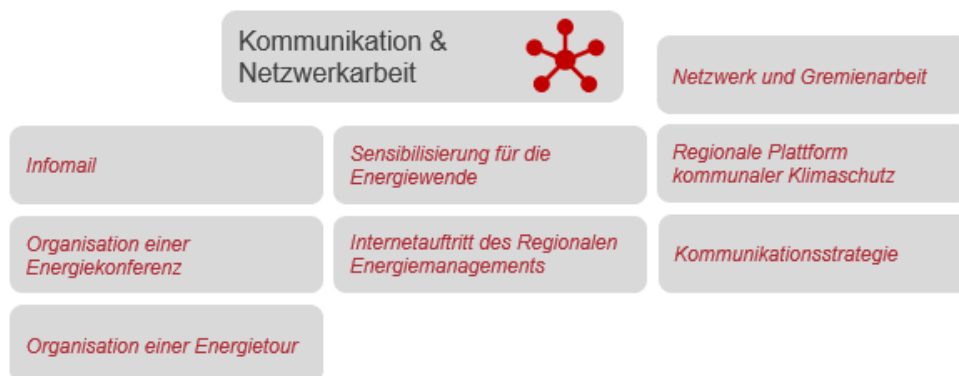 Kommunikation &
Netzwerkarbeit
Netzwerk und Gremienarbeit
Infomail
Sensibilisierung für die
Energiewende
Regionale Plattform
kommunaler Klimaschutz
Organisation einer
Energiekonferenz
Internetauftritt des Regionalen
Energiemanagements
Kommunikationsstrategie
Organisation einer Energietour